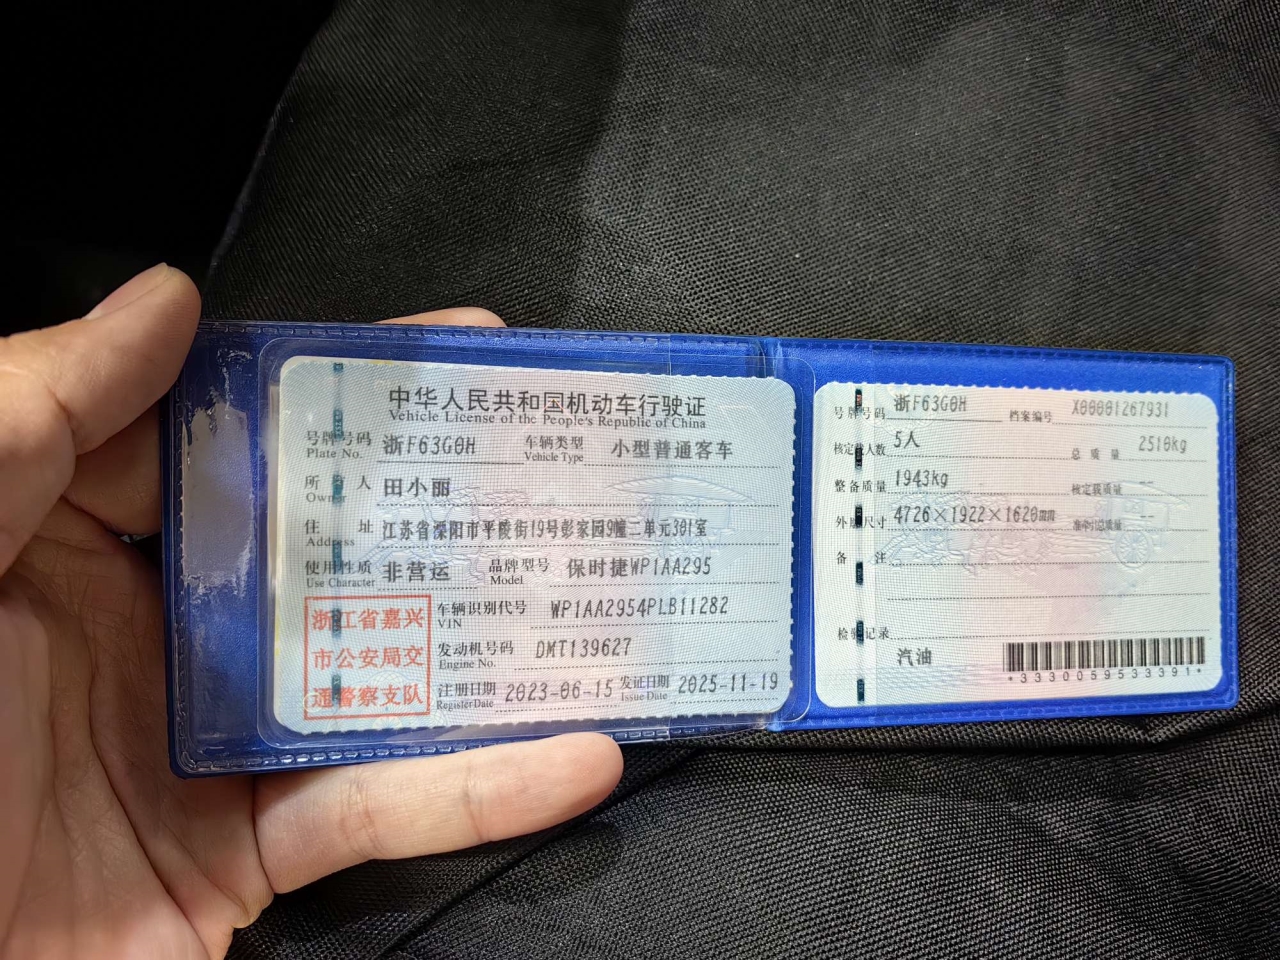 中华人民共和国机动车行驶证
Vehicle License of the People's Republic of China
号牌号码 浙F63G0H 车辆类型 小型普通客车
Plate No. Vehicle Type
所有人 田小丽
Owner
住址 江苏省溧阳市平陵街19号彭家园9幢二单元301室
Address
使用性质 非营运 品牌型号 保时捷WP1AA295
Use Character Model
浙江省嘉兴
市公安局交
通警察支队
车辆识别代号 WP1AA2954PLB11282
VIN
发动机号码 DMT139627
Engine No.
注册日期 2023-06-15 发证日期 2025-11-19
Register Date Issue Date
号牌号码 浙F63G0H 档案编号 X00001267931
核定载人数 5人 总质量 2510kg
整备质量 1943kg 核定载质量 --
外廓尺寸 4726×1922×1620mm 准牵引总质量 --
备注
检验记录
汽油
*3330059533391*